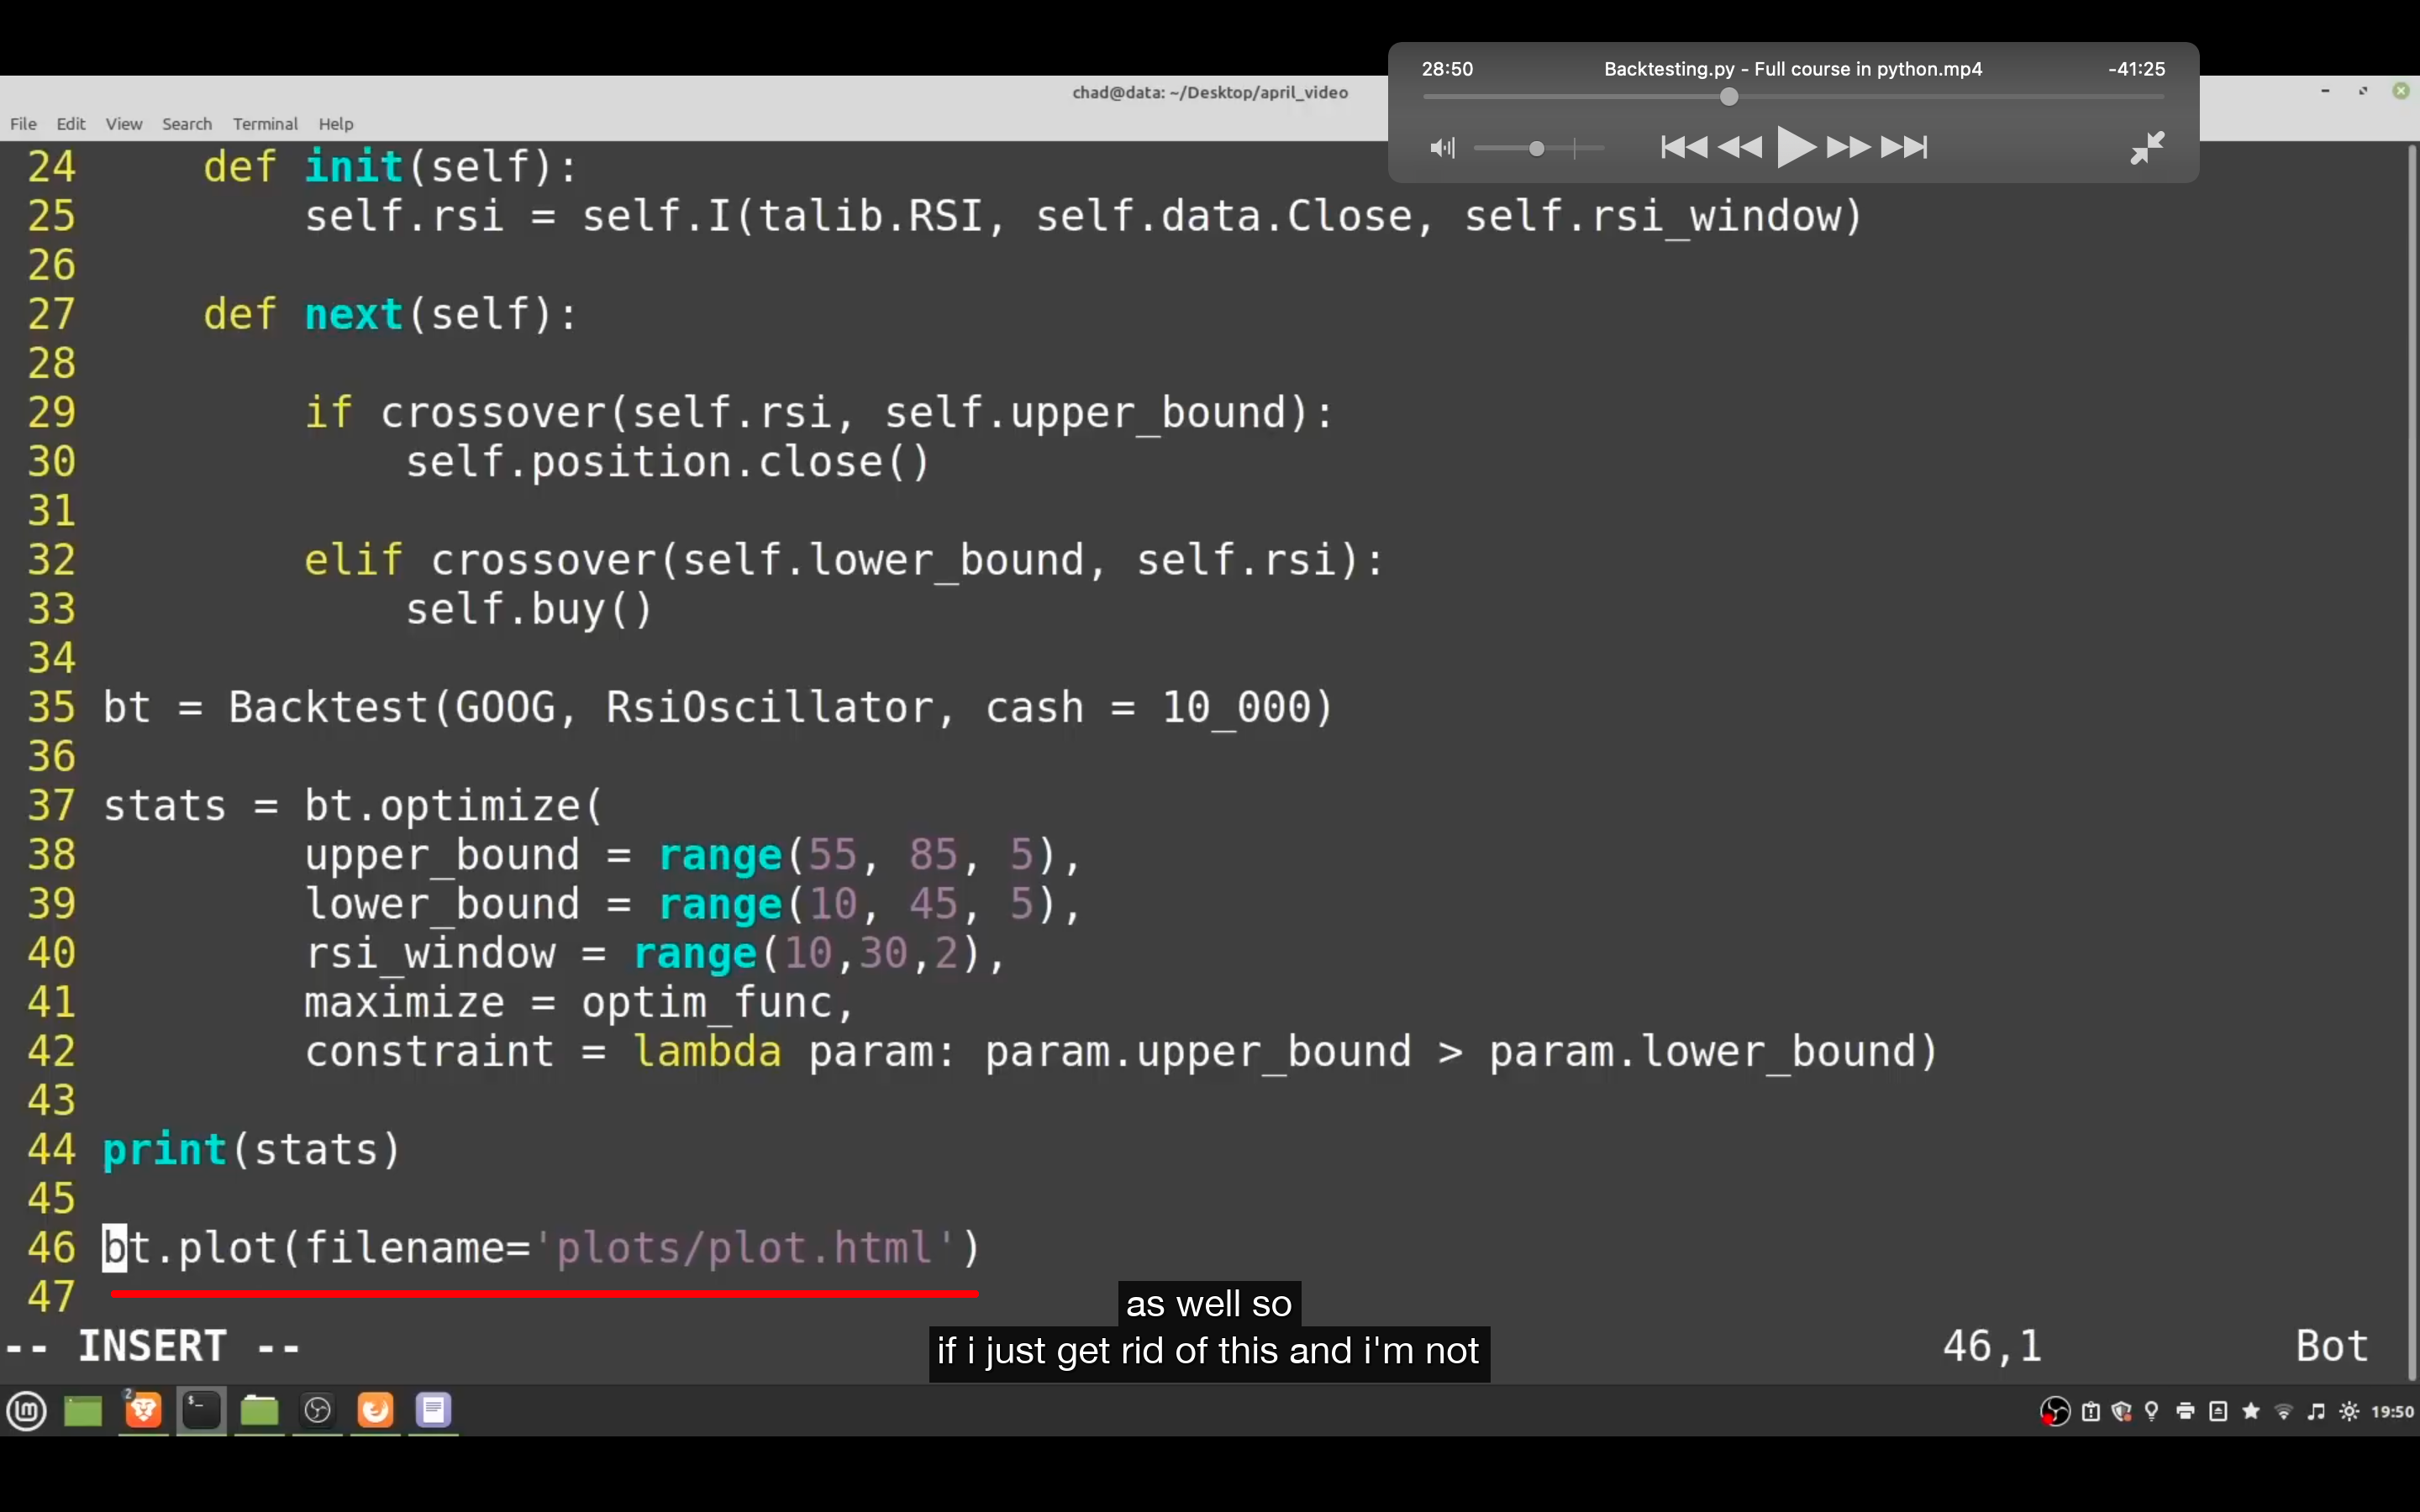 28:50 Backtesting.py - Full course in python.mp4 -41:25
chad@data: ~/Desktop/april_video
File Edit View Search Terminal Help
24     def init(self):
25         self.rsi = self.I(talib.RSI, self.data.Close, self.rsi_window)
26
27     def next(self):
28
29         if crossover(self.rsi, self.upper_bound):
30             self.position.close()
31
32         elif crossover(self.lower_bound, self.rsi):
33             self.buy()
34
35 bt = Backtest(GOOG, RsiOscillator, cash = 10_000)
36
37 stats = bt.optimize(
38         upper_bound = range(55, 85, 5),
39         lower_bound = range(10, 45, 5),
40         rsi_window = range(10,30,2),
41         maximize = optim_func,
42         constraint = lambda param: param.upper_bound > param.lower_bound)
43
44 print(stats)
45
46 bt.plot(filename='plots/plot.html')
47
as well so
if i just get rid of this and i'm not
-- INSERT -- 46,1 Bot
2
19:50